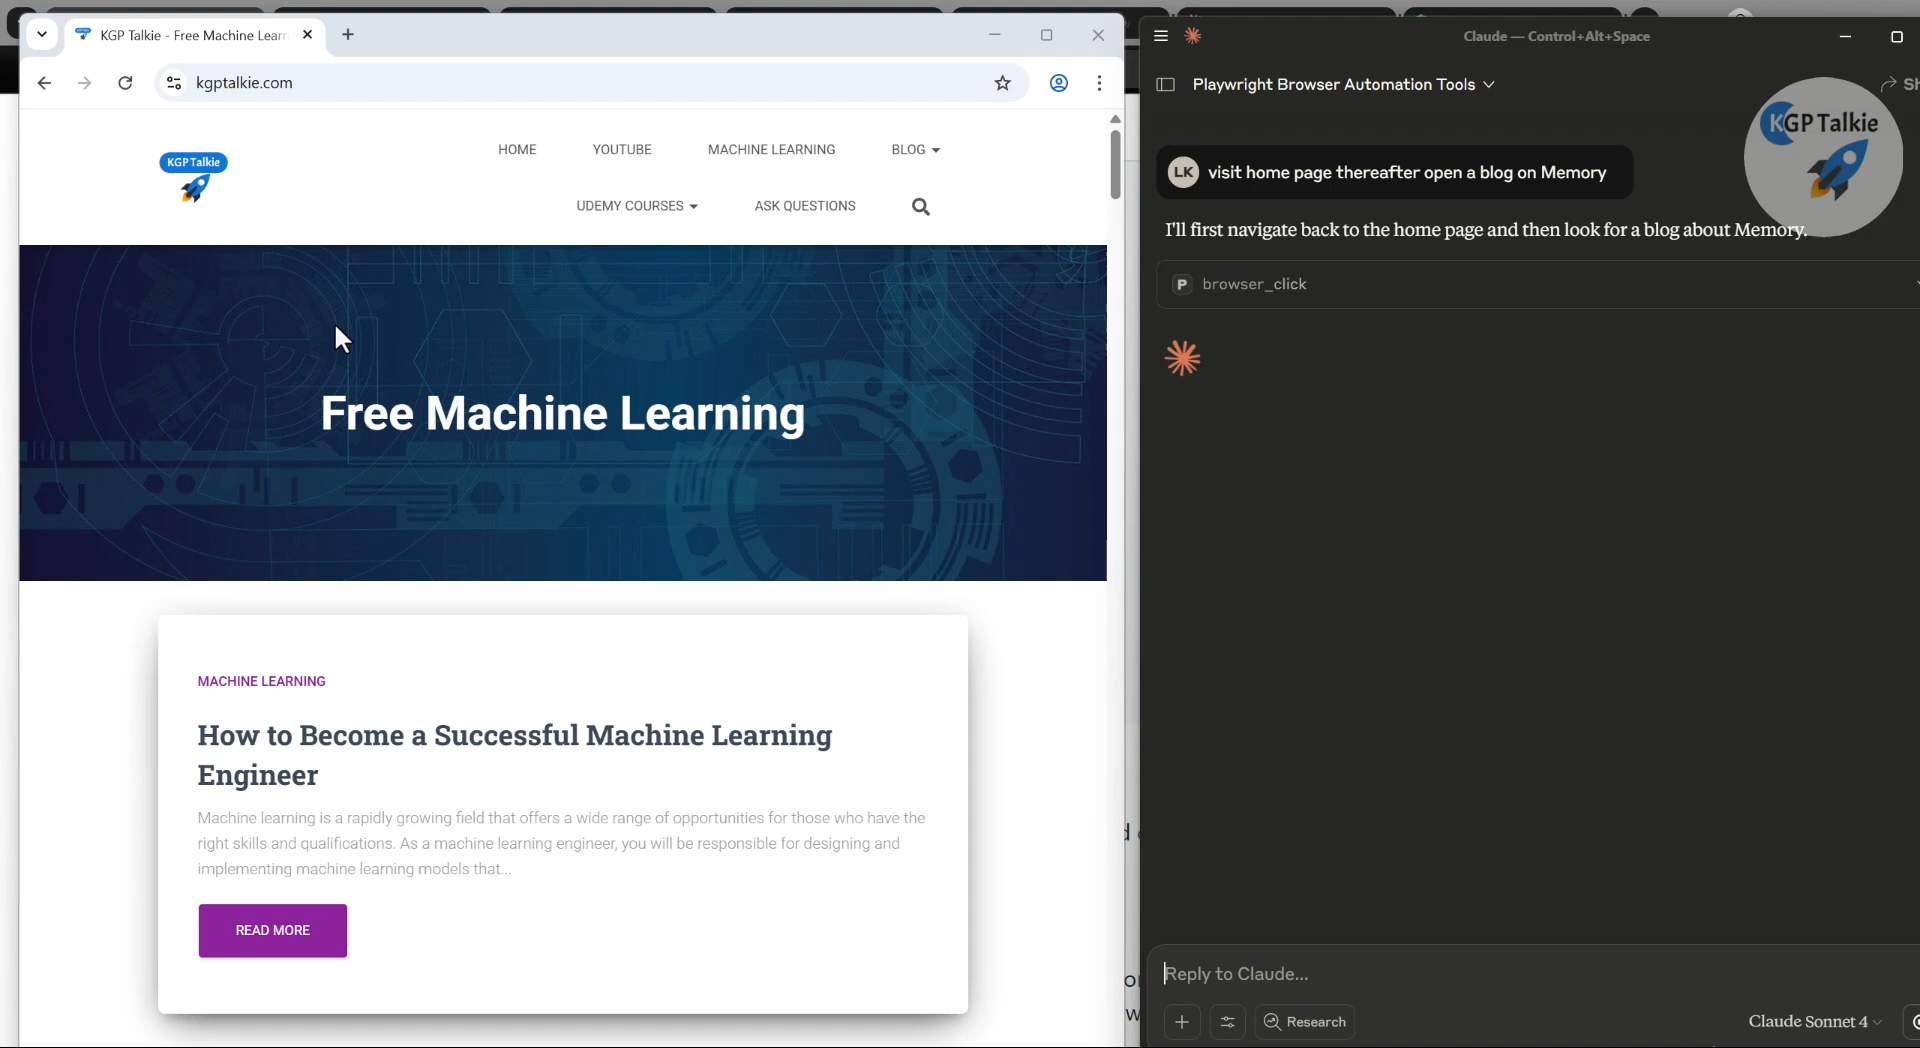 KGP Talkie - Free Machine Learn
kgptalkie.com
KGP Talkie
HOME
YOUTUBE
MACHINE LEARNING
BLOG
UDEMY COURSES
ASK QUESTIONS
Free Machine Learning
MACHINE LEARNING
How to Become a Successful Machine Learning
Engineer
Machine learning is a rapidly growing field that offers a wide range of opportunities for those who have the
right skills and qualifications. As a machine learning engineer, you will be responsible for designing and
implementing machine learning models that...
READ MORE
Claude — Control+Alt+Space
Playwright Browser Automation Tools
KGP Talkie
LK visit home page thereafter open a blog on Memory
I'll first navigate back to the home page and then look for a blog about Memory.
P browser_click
Reply to Claude...
Research
Claude Sonnet 4